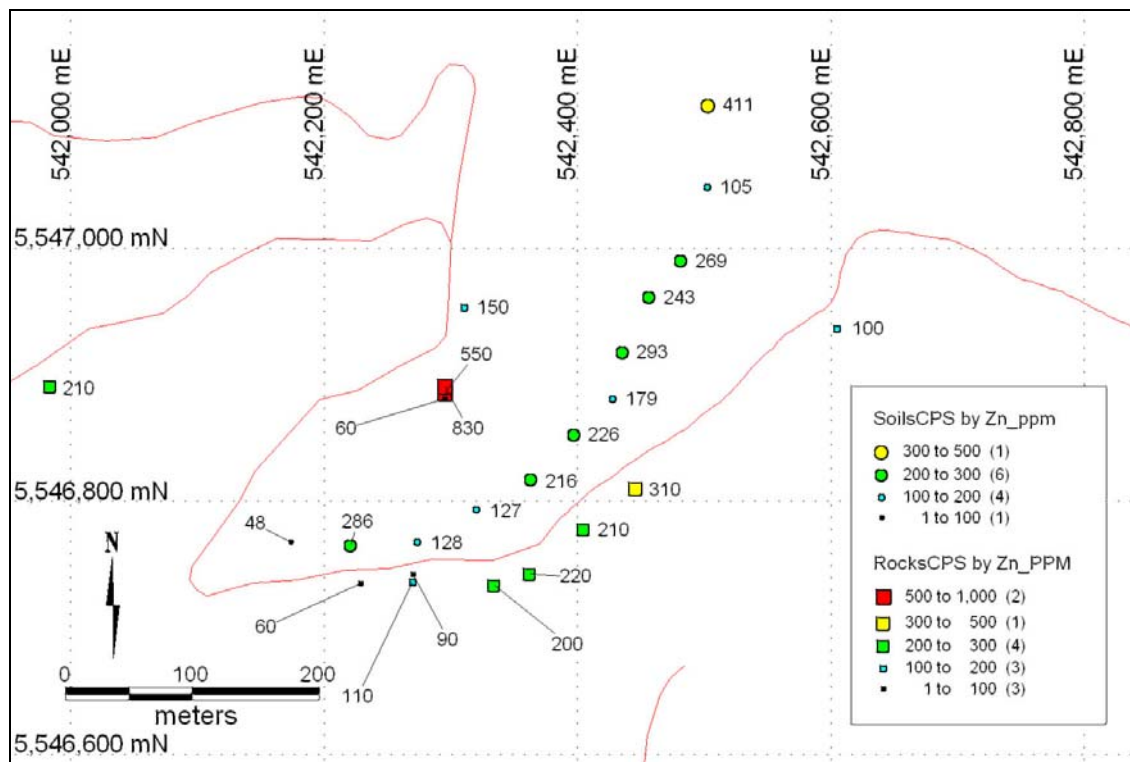 542,000 mE
542,200 mE
542,400 mE
542,600 mE
542,800 mE
411
105
5,547,000 mN
269
243
150
293
100
550
210
179
60
830
226
216
310
5,546,800 mN
127
210
48
286
128
N
220
60
90
200
110
0 100 200
meters
5,546,600 mN
SoilsCPS by Zn_ppm
300 to 500 (1)
200 to 300 (6)
100 to 200 (4)
1 to 100 (1)
RocksCPS by Zn_PPM
500 to 1,000 (2)
300 to 500 (1)
200 to 300 (4)
100 to 200 (3)
1 to 100 (3)